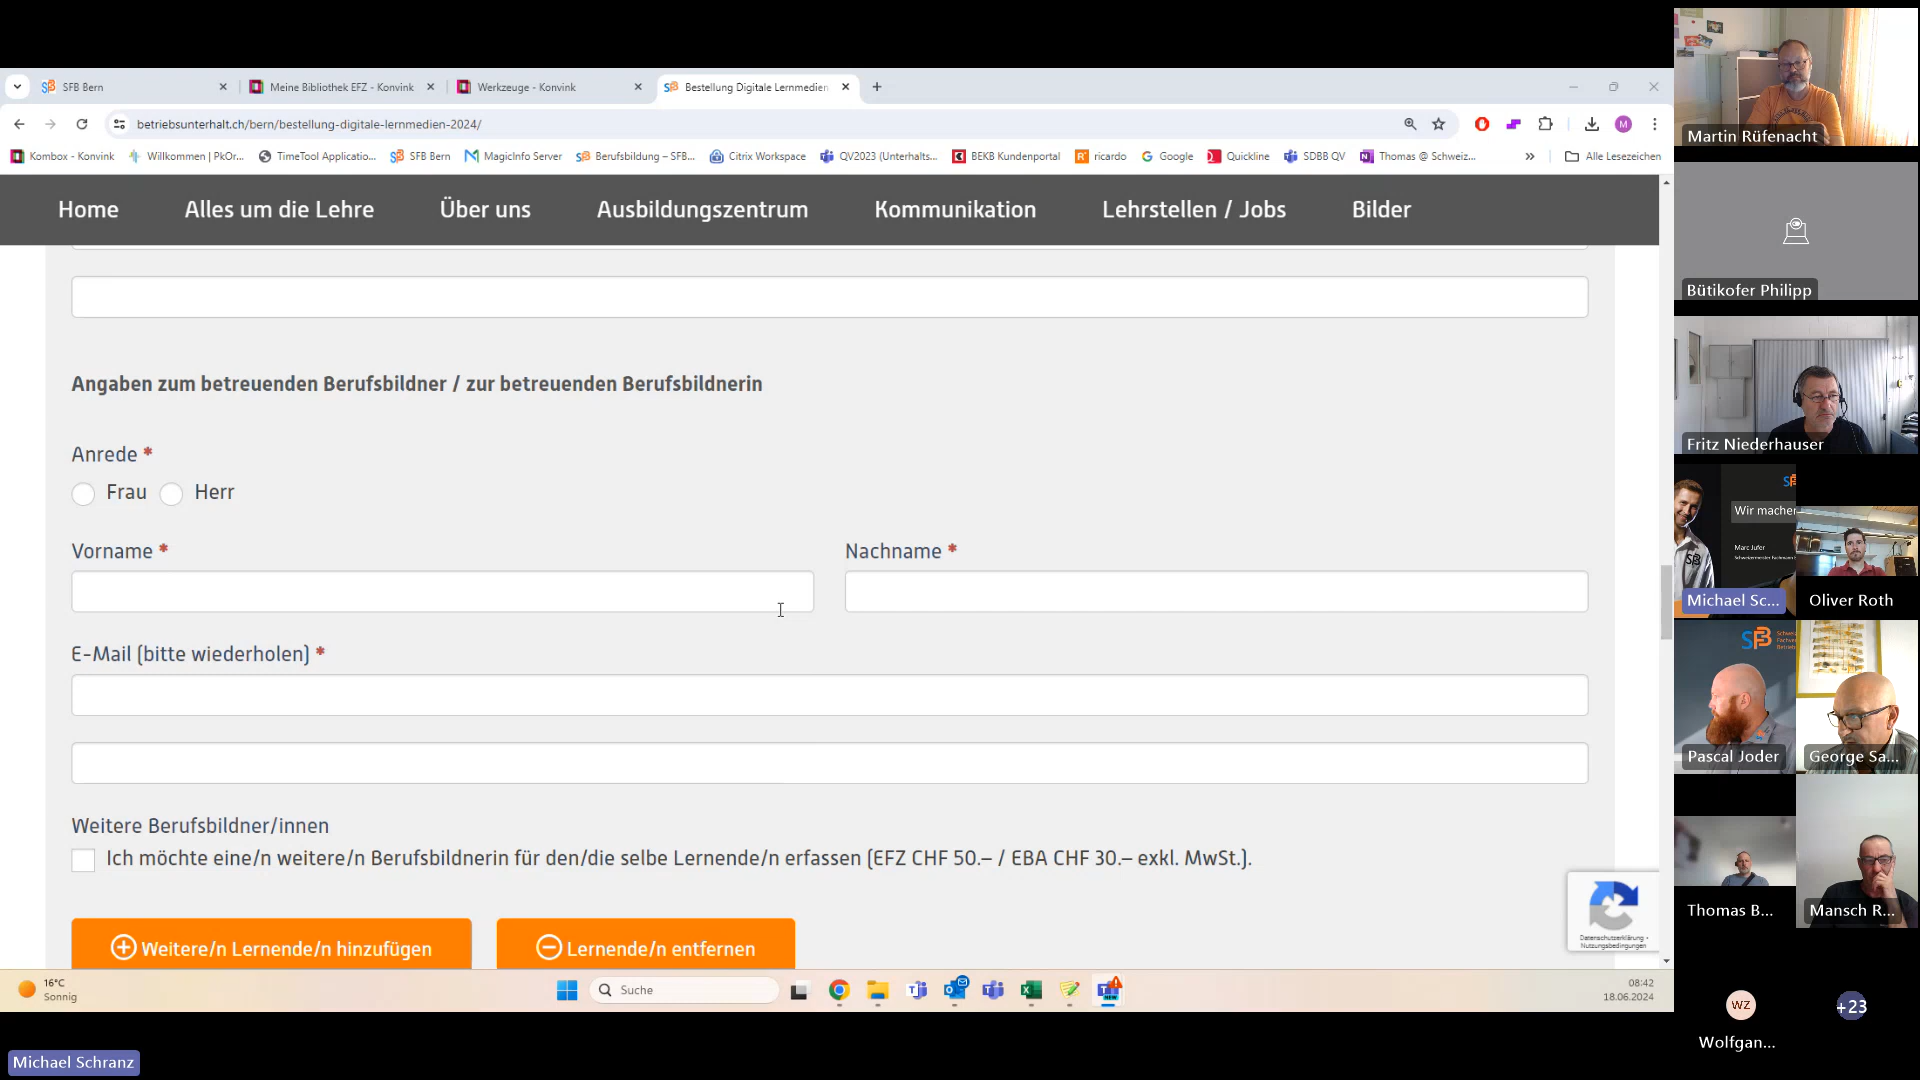 SFB Bern
Meine Bibliothek EFZ - Konvink
Werkzeuge - Konvink
Bestellung Digitale Lernmedien
betriebsunterhalt.ch/bern/bestellung-digitale-lernmedien-2024/
M
Kombox - Konvink
Willkommen | PkOr...
TimeTool Applicatio...
SFB Bern
MagicInfo Server
Berufsbildung – SFB...
Citrix Workspace
QV2023 (Unterhalts...
BEKB Kundenportal
ricardo
Google
Quickline
SDBB QV
Thomas @ Schweiz...
»
Alle Lesezeichen
Home
Alles um die Lehre
Über uns
Ausbildungszentrum
Kommunikation
Lehrstellen / Jobs
Bilder
Angaben zum betreuenden Berufsbildner / zur betreuenden Berufsbildnerin
Anrede *
Frau
Herr
Vorname *
Nachname *
E-Mail (bitte wiederholen) *
Weitere Berufsbildner/innen
Ich möchte eine/n weitere/n Berufsbildnerin für den/die selbe Lernende/n erfassen (EFZ CHF 50.– / EBA CHF 30.– exkl. MwSt.).
Weitere/n Lernende/n hinzufügen
Lernende/n entfernen
Datenschutzerklärung -
Nutzungsbedingungen
16°C
Sonnig
Suche
08:42
18.06.2024
Michael Schranz
Martin Rüfenacht
Bütikofer Philipp
Fritz Niederhauser
Wir machen
Marc Jufer
Michael Sc...
Oliver Roth
SFB
Pascal Joder
George Sa...
Thomas B...
Mansch R...
WZ
+23
Wolfgan...